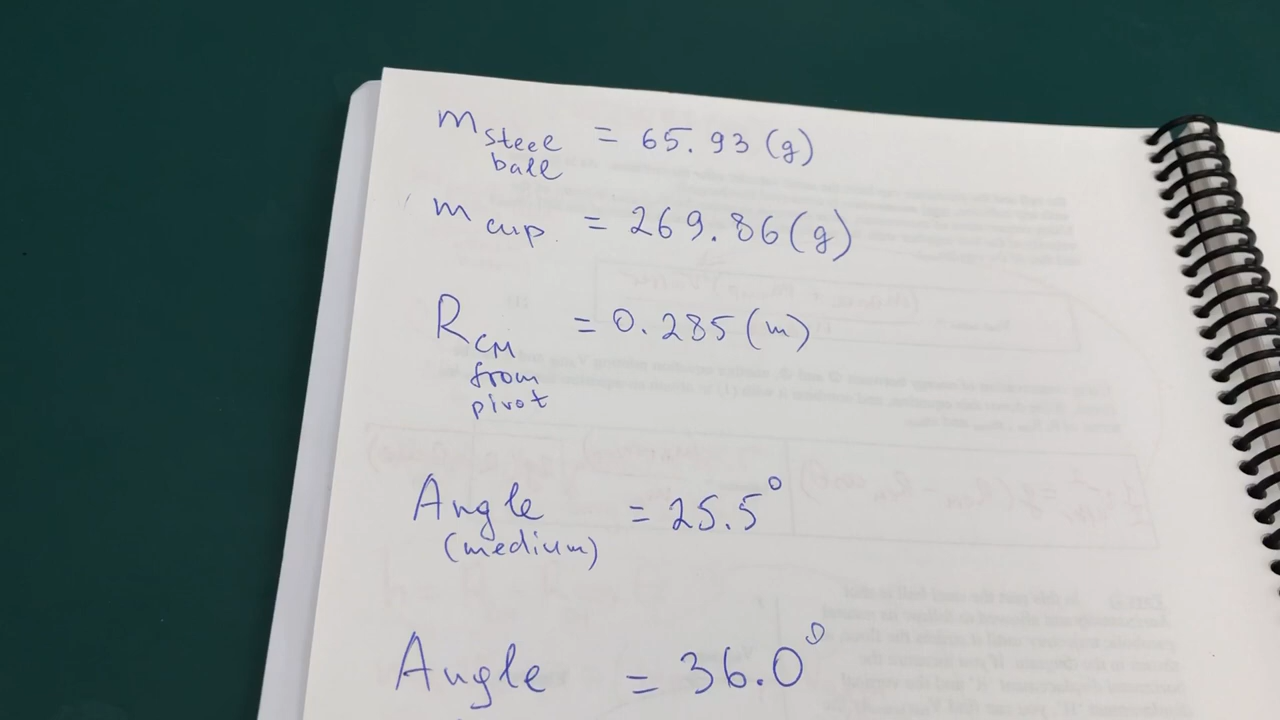 m steel ball = 65.93 (g)
m cup = 269.86 (g)
R CM from pivot = 0.285 (m)
Angle (medium) = 25.5°
Angle = 36.0°